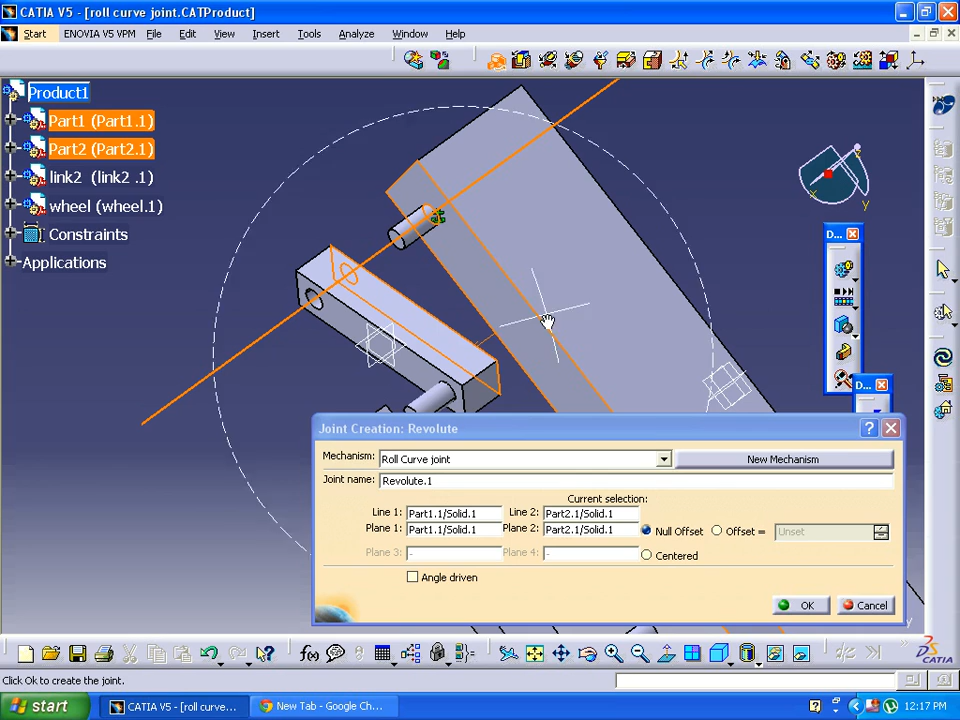 CATIA V5 - [roll curve joint.CATProduct]
Start ENOVIA V5 VPM File Edit View Insert Tools Analyze Window Help
Product1
Part1 (Part1.1)
Part2 (Part2.1)
link2 (link2 .1)
wheel (wheel.1)
Constraints
Applications
z
x
y
D...
D...
Joint Creation: Revolute
Mechanism: Roll Curve joint New Mechanism
Joint name: Revolute.1
Current selection:
Line 1: Part1.1/Solid.1 Line 2: Part2.1/Solid.1
Plane 1: Part1.1/Solid.1 Plane 2: Part2.1/Solid.1 Null Offset Offset = Unset
Plane 3: - Plane 4: - Centered
Angle driven
OK Cancel
y
f(x)
CATIA
Click Ok to create the joint.
start CATIA V5 - [roll curve... New Tab - Google Ch... 12:17 PM